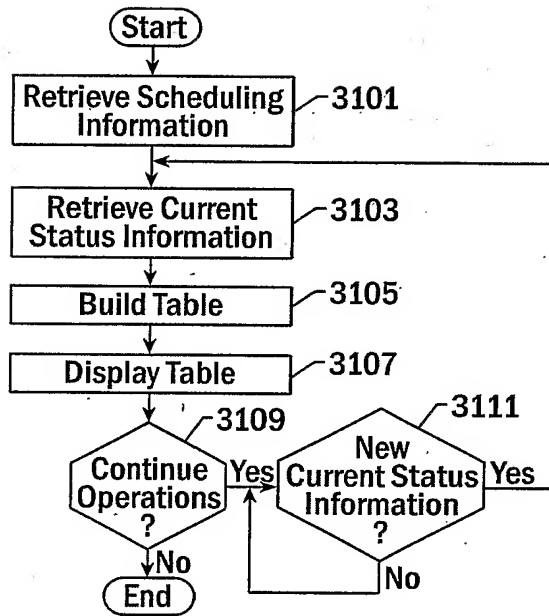 Start
Retrieve Scheduling
Information
3101
Retrieve Current
Status Information
3103
Build Table
3105
Display Table
3107
3109
Continue
Operations
?
Yes
No
End
3111
New
Current Status
Information
?
Yes
No